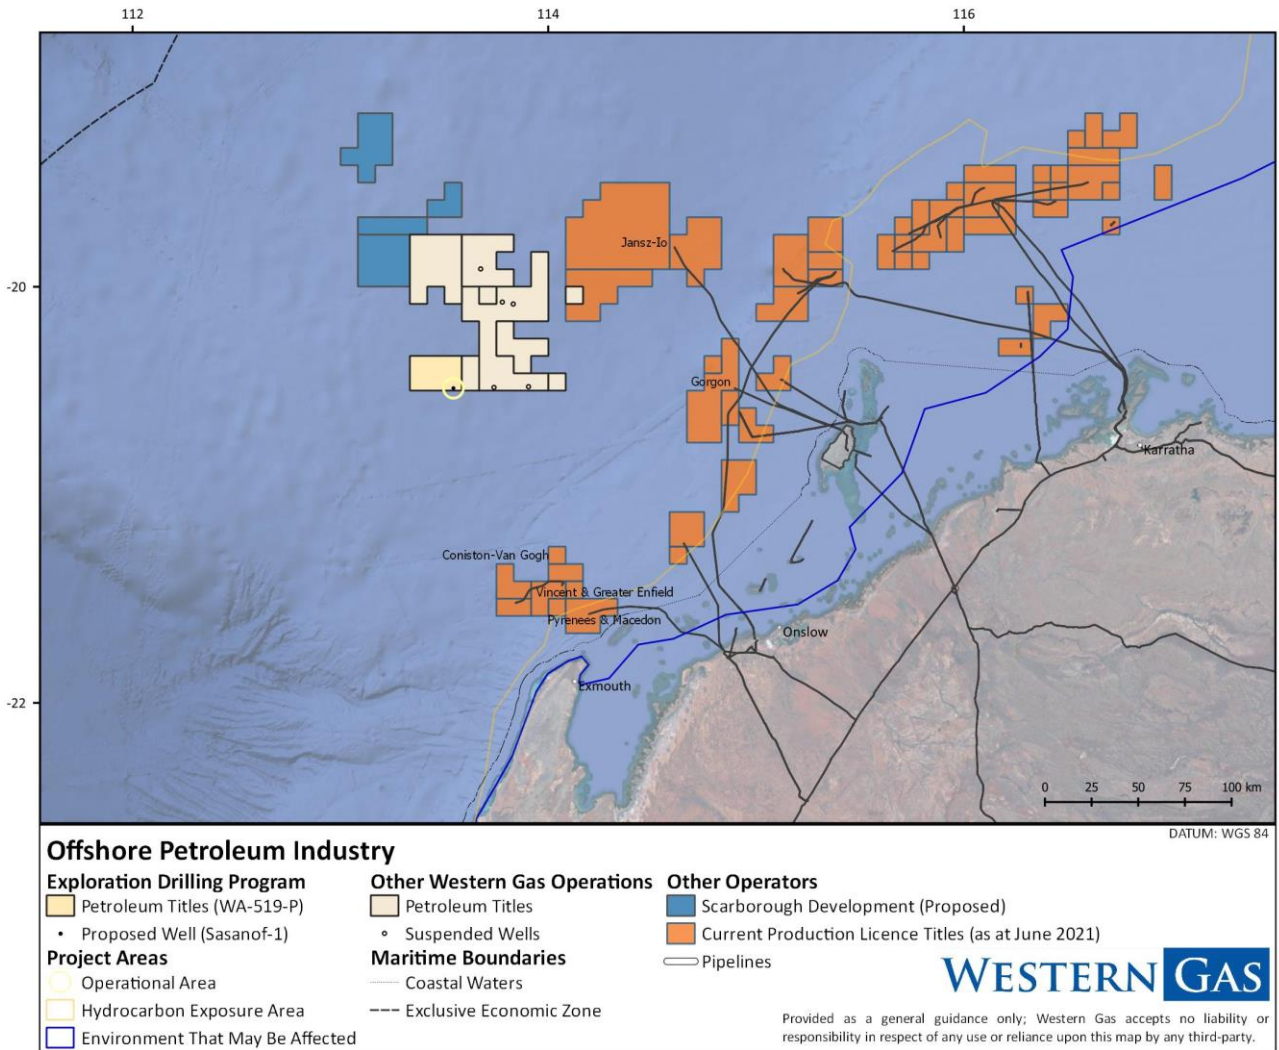 112 114 116
-20
-22
Jansz-Io
Gorgon
Karratha
Coniston-Van Gogh
Vincent & Greater Enfield
Pyrenees & Macedon
Onslow
Exmouth
0 25 50 75 100 km
DATUM: WGS 84
Offshore Petroleum Industry
Exploration Drilling Program
Petroleum Titles (WA-519-P)
Proposed Well (Sasanof-1)
Project Areas
Operational Area
Hydrocarbon Exposure Area
Environment That May Be Affected
Other Western Gas Operations
Petroleum Titles
Suspended Wells
Maritime Boundaries
Coastal Waters
Exclusive Economic Zone
Other Operators
Scarborough Development (Proposed)
Current Production Licence Titles (as at June 2021)
Pipelines
WESTERN GAS
Provided as a general guidance only; Western Gas accepts no liability or
responsibility in respect of any use or reliance upon this map by any third-party.